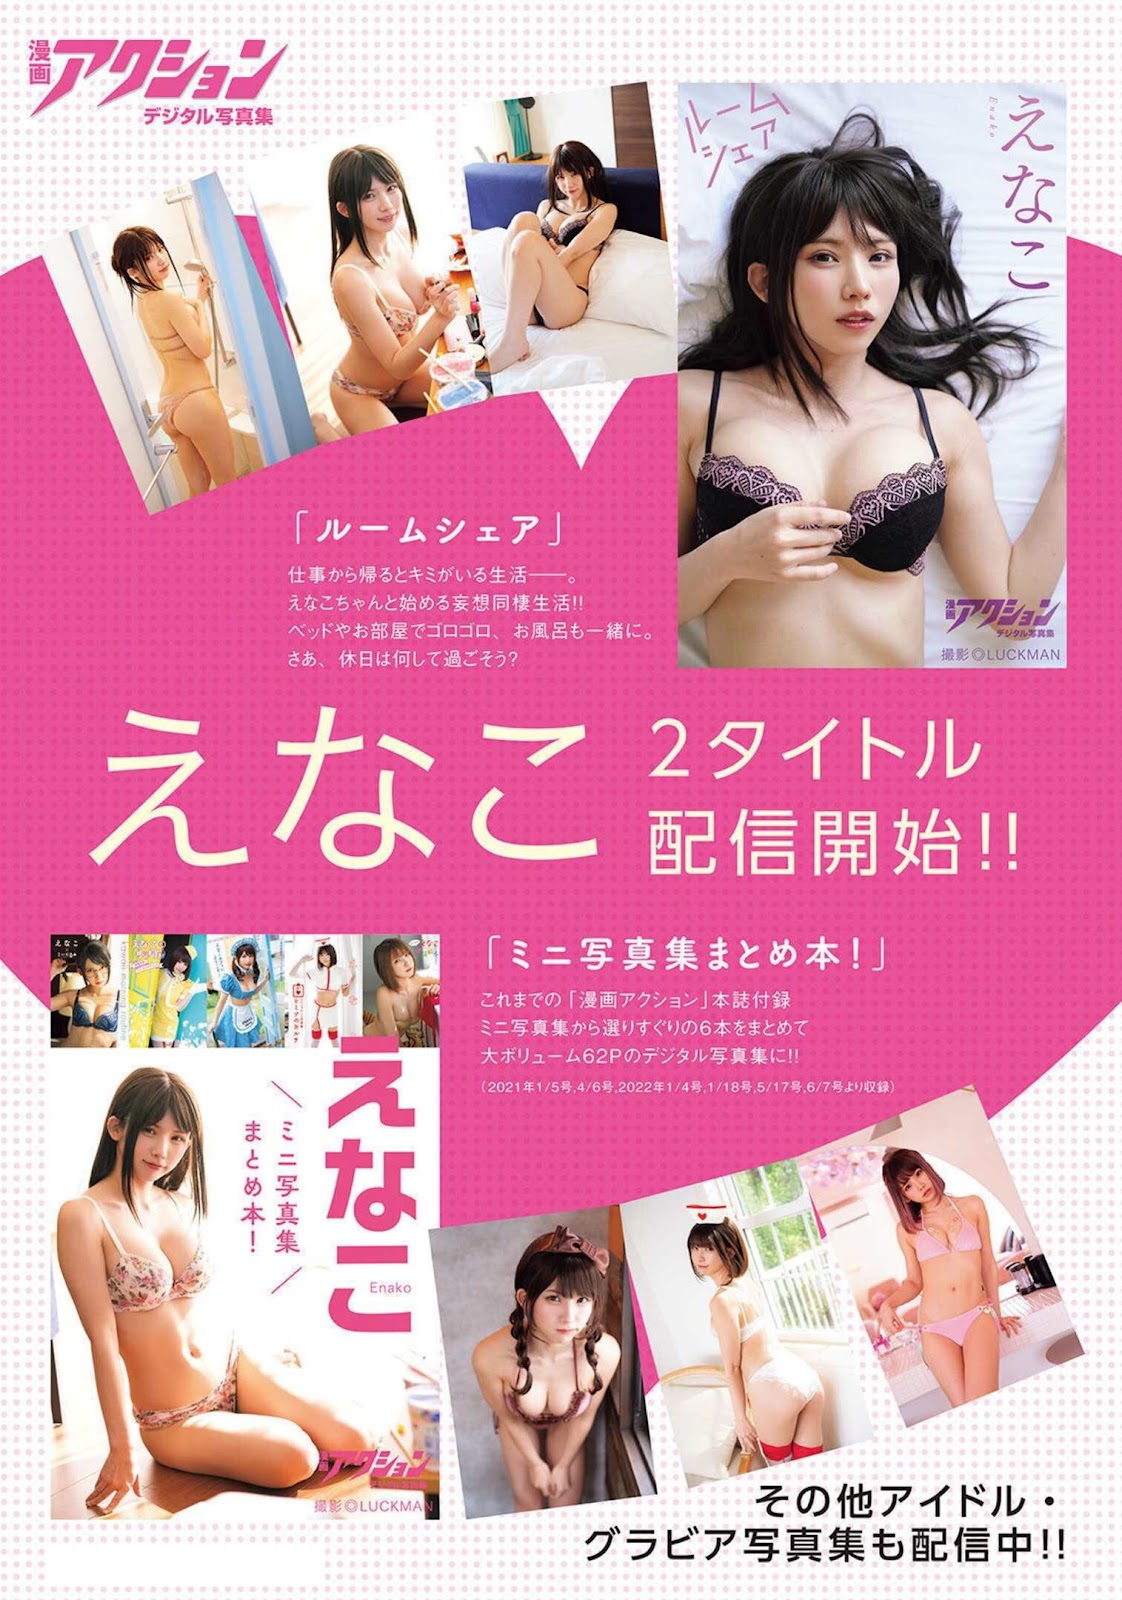 漫画アクション
デジタル写真集
ルーム
シェア
えなこ
Enako
漫画アクション
デジタル写真集
撮影◎LUCKMAN
「ルームシェア」
仕事から帰るとキミがいる生活――。
えなこちゃんと始める妄想同棲生活!!
ベッドやお部屋でゴロゴロ、お風呂も一緒に。
さあ、休日は何して過ごそう?
えなこ
2タイトル
配信開始!!
「ミニ写真集まとめ本!」
これまでの「漫画アクション」本誌付録
ミニ写真集から選りすぐりの6本をまとめて
大ボリューム62Pのデジタル写真集に!!
(2021年1/5号,4/6号,2022年1/4号,1/18号,5/17号,6/7号より収録)
えなこ
えなこ
Enako
ミニ写真集
まとめ本!
漫画アクション
デジタル写真集
撮影◎LUCKMAN
その他アイドル・
グラビア写真集も配信中!!